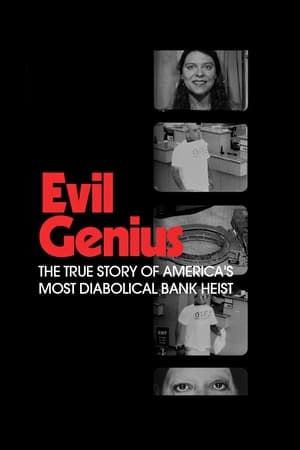 Evil
Genius
THE TRUE STORY OF AMERICA'S
MOST DIABOLICAL BANK HEIST